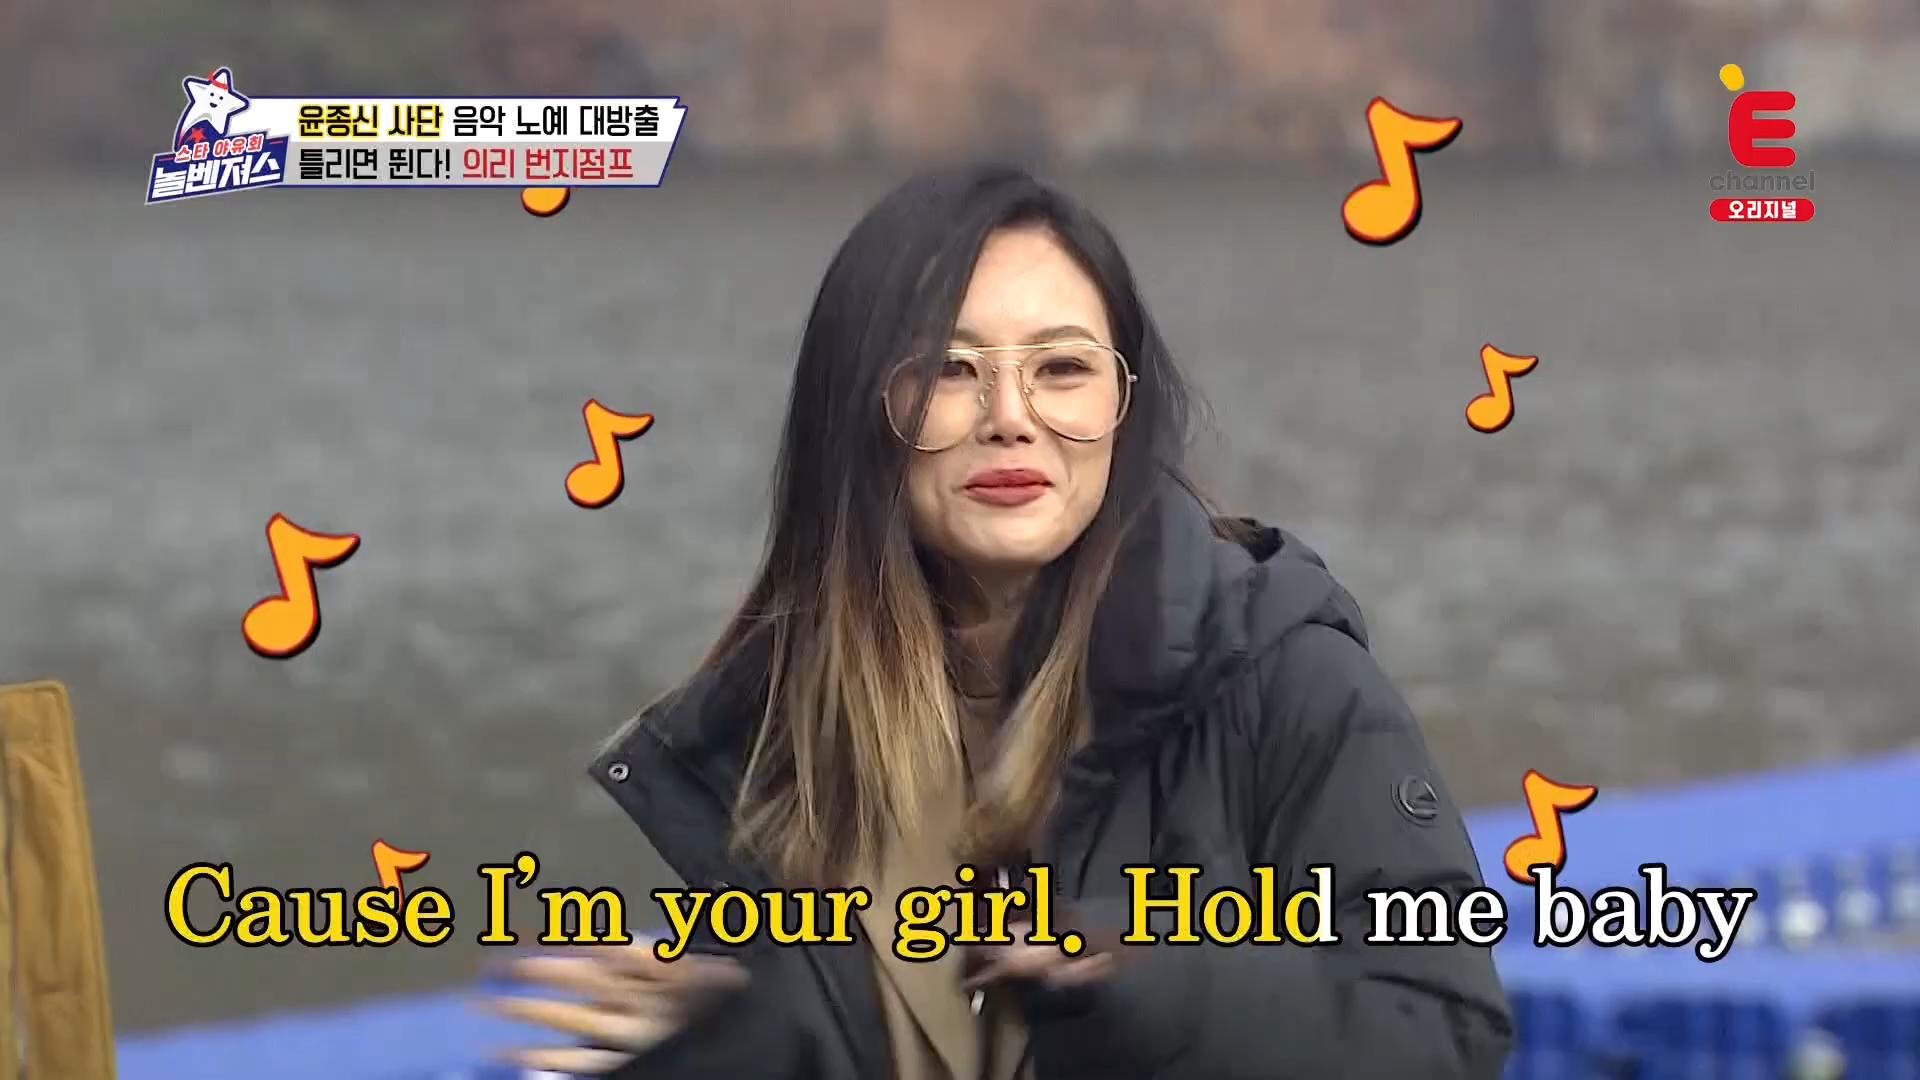 윤종신 사단 음악 노예 대방출
스타 야유회
놀벤져스
틀리면 뛴다! 의리 번지점프
E
channel
오리지널
Cause I'm your girl. Hold me baby